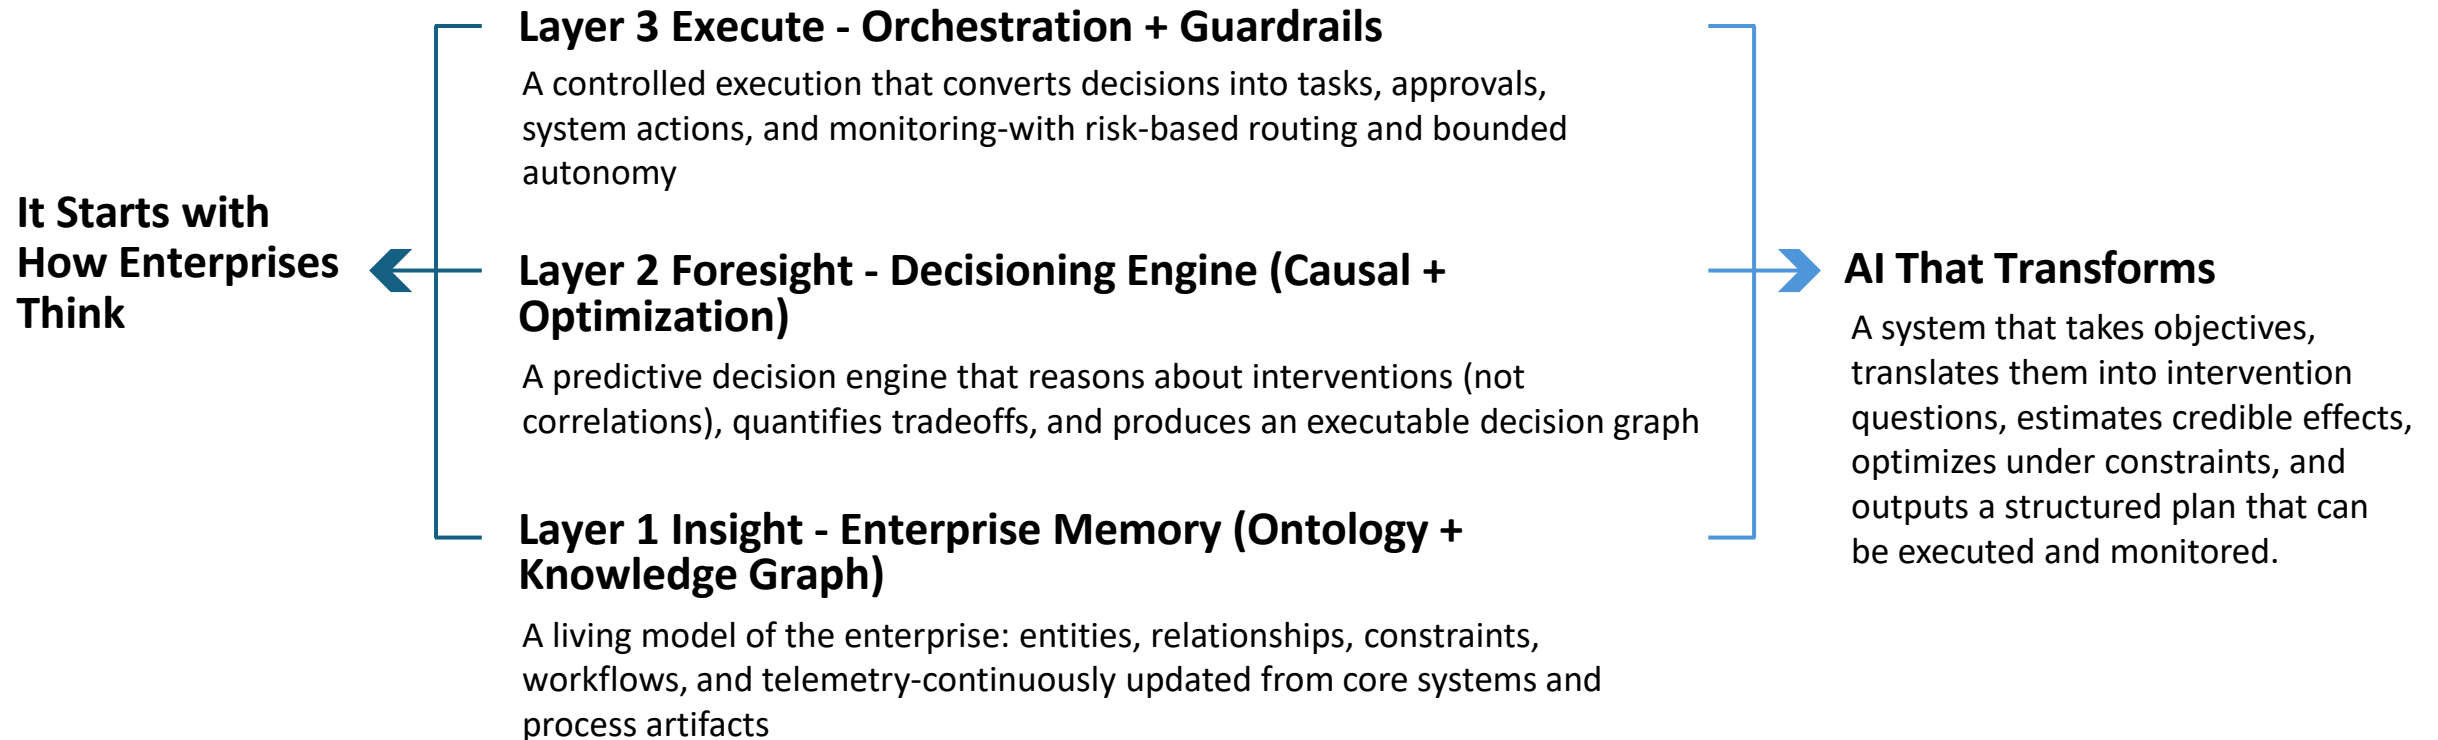 It Starts with
How Enterprises
Think
Layer 3 Execute - Orchestration + Guardrails
A controlled execution that converts decisions into tasks, approvals,
system actions, and monitoring-with risk-based routing and bounded
autonomy
Layer 2 Foresight - Decisioning Engine (Causal +
Optimization)
A predictive decision engine that reasons about interventions (not
correlations), quantifies tradeoffs, and produces an executable decision graph
Layer 1 Insight - Enterprise Memory (Ontology +
Knowledge Graph)
A living model of the enterprise: entities, relationships, constraints,
workflows, and telemetry-continuously updated from core systems and
process artifacts
AI That Transforms
A system that takes objectives,
translates them into intervention
questions, estimates credible effects,
optimizes under constraints, and
outputs a structured plan that can
be executed and monitored.